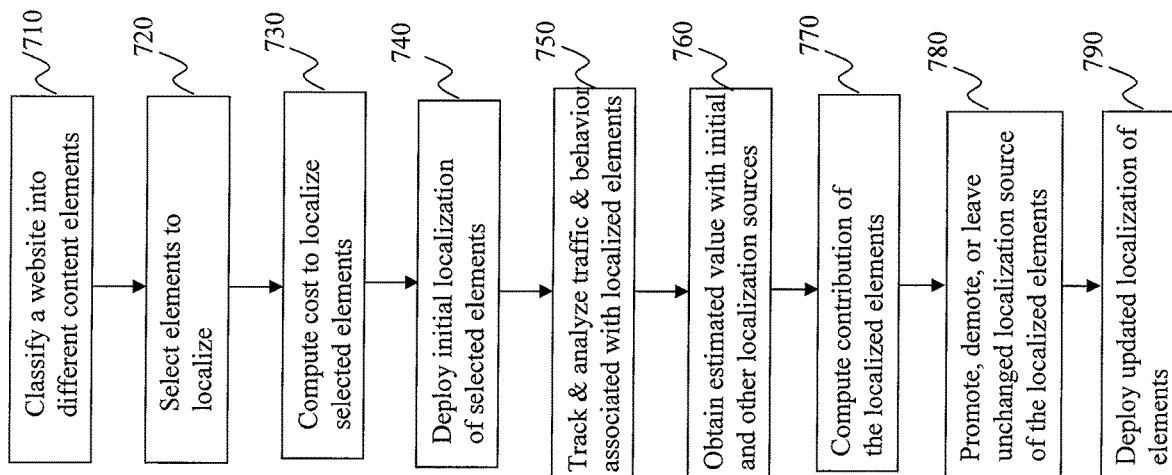 710
Classify a website into
different content elements
720
Select elements to
localize
730
Compute cost to localize
selected elements
740
Deploy initial localization
of selected elements
750
Track & analyze traffic & behavior
associated with localized elements
760
Obtain estimated value with initial
and other localization sources
770
Compute contribution of
the localized elements
780
Promote, demote, or leave
unchanged localization source
of the localized elements
790
Deploy updated localization of
elements